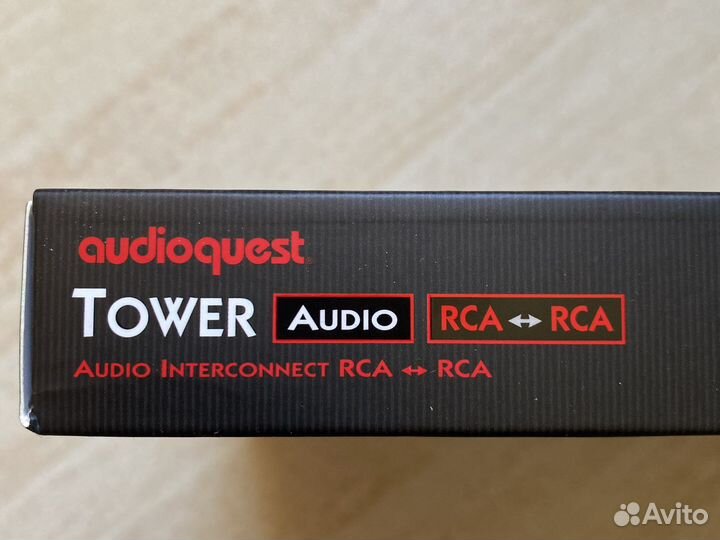 audioquest
TOWER AUDIO RCA ↔ RCA
AUDIO INTERCONNECT RCA ↔ RCA
Avito